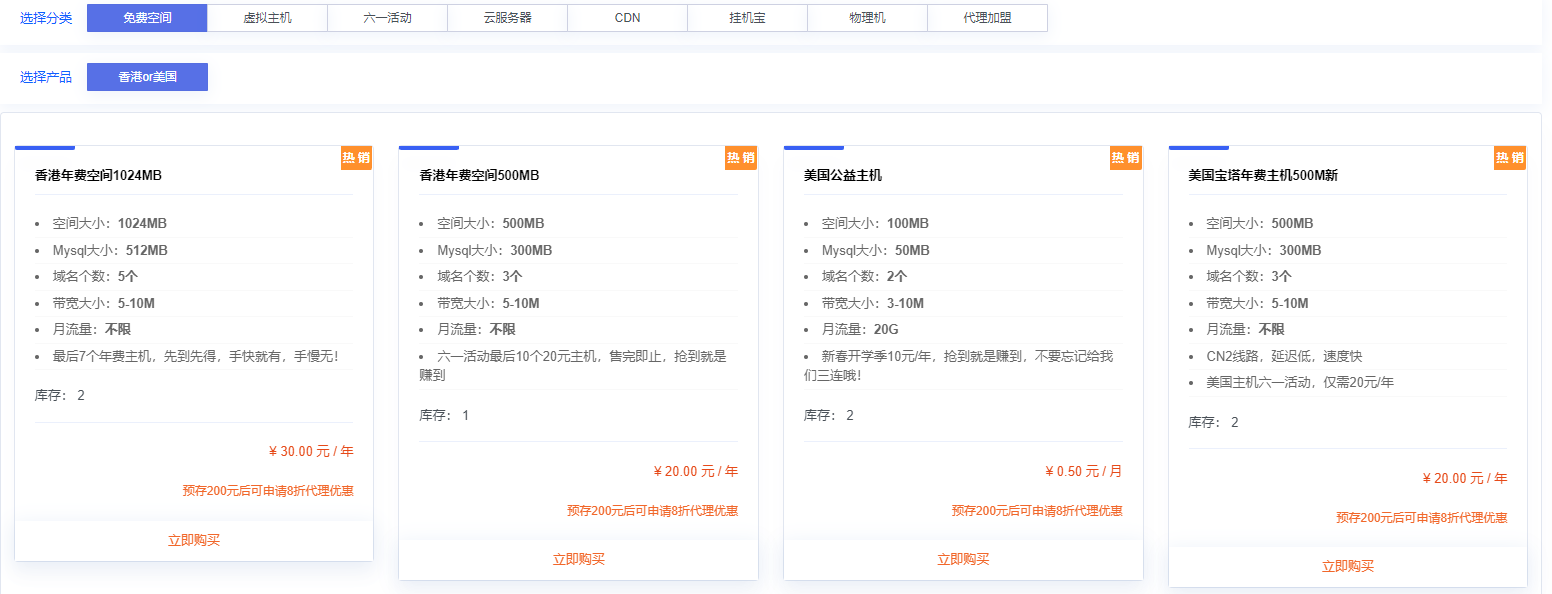 选择分类 免费空间 虚拟主机 六一活动 云服务器 CDN 挂机宝 物理机 代理加盟
选择产品 香港or美国
热销
香港年费空间1024MB
空间大小：1024MB
Mysql大小：512MB
域名个数：5个
带宽大小：5-10M
月流量：不限
最后7个年费主机，先到先得，手快就有，手慢无！
库存： 2
¥ 30.00 元 / 年
预存200元后可申请8折代理优惠
立即购买
热销
香港年费空间500MB
空间大小：500MB
Mysql大小：300MB
域名个数：3个
带宽大小：5-10M
月流量：不限
六一活动最后10个20元主机，售完即止，抢到就是
赚到
库存： 1
¥ 20.00 元 / 年
预存200元后可申请8折代理优惠
立即购买
热销
美国公益主机
空间大小：100MB
Mysql大小：50MB
域名个数：2个
带宽大小：3-10M
月流量：20G
新春开学季10元/年，抢到就是赚到，不要忘记给我
们三连哦！
库存： 2
¥ 0.50 元 / 月
预存200元后可申请8折代理优惠
立即购买
热销
美国宝塔年费主机500M新
空间大小：500MB
Mysql大小：300MB
域名个数：3个
带宽大小：5-10M
月流量：不限
CN2线路，延迟低，速度快
美国主机六一活动，仅需20元/年
库存： 2
¥ 20.00 元 / 年
预存200元后可申请8折代理优惠
立即购买